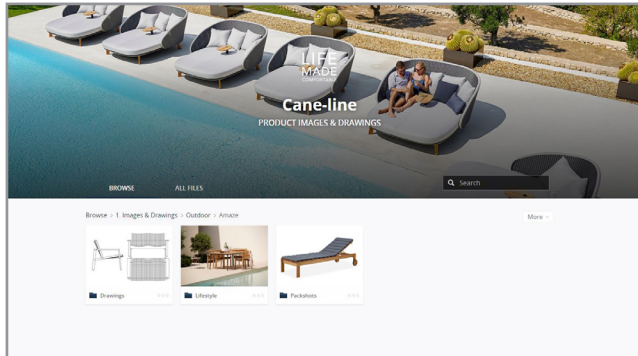 LIFE
MADE
COMFORTABLE
Cane-line
PRODUCT IMAGES & DRAWINGS
BROWSE ALL FILES Search
Browse > 1. Images & Drawings > Outdoor > Amaze More
Drawings Lifestyle Packshots